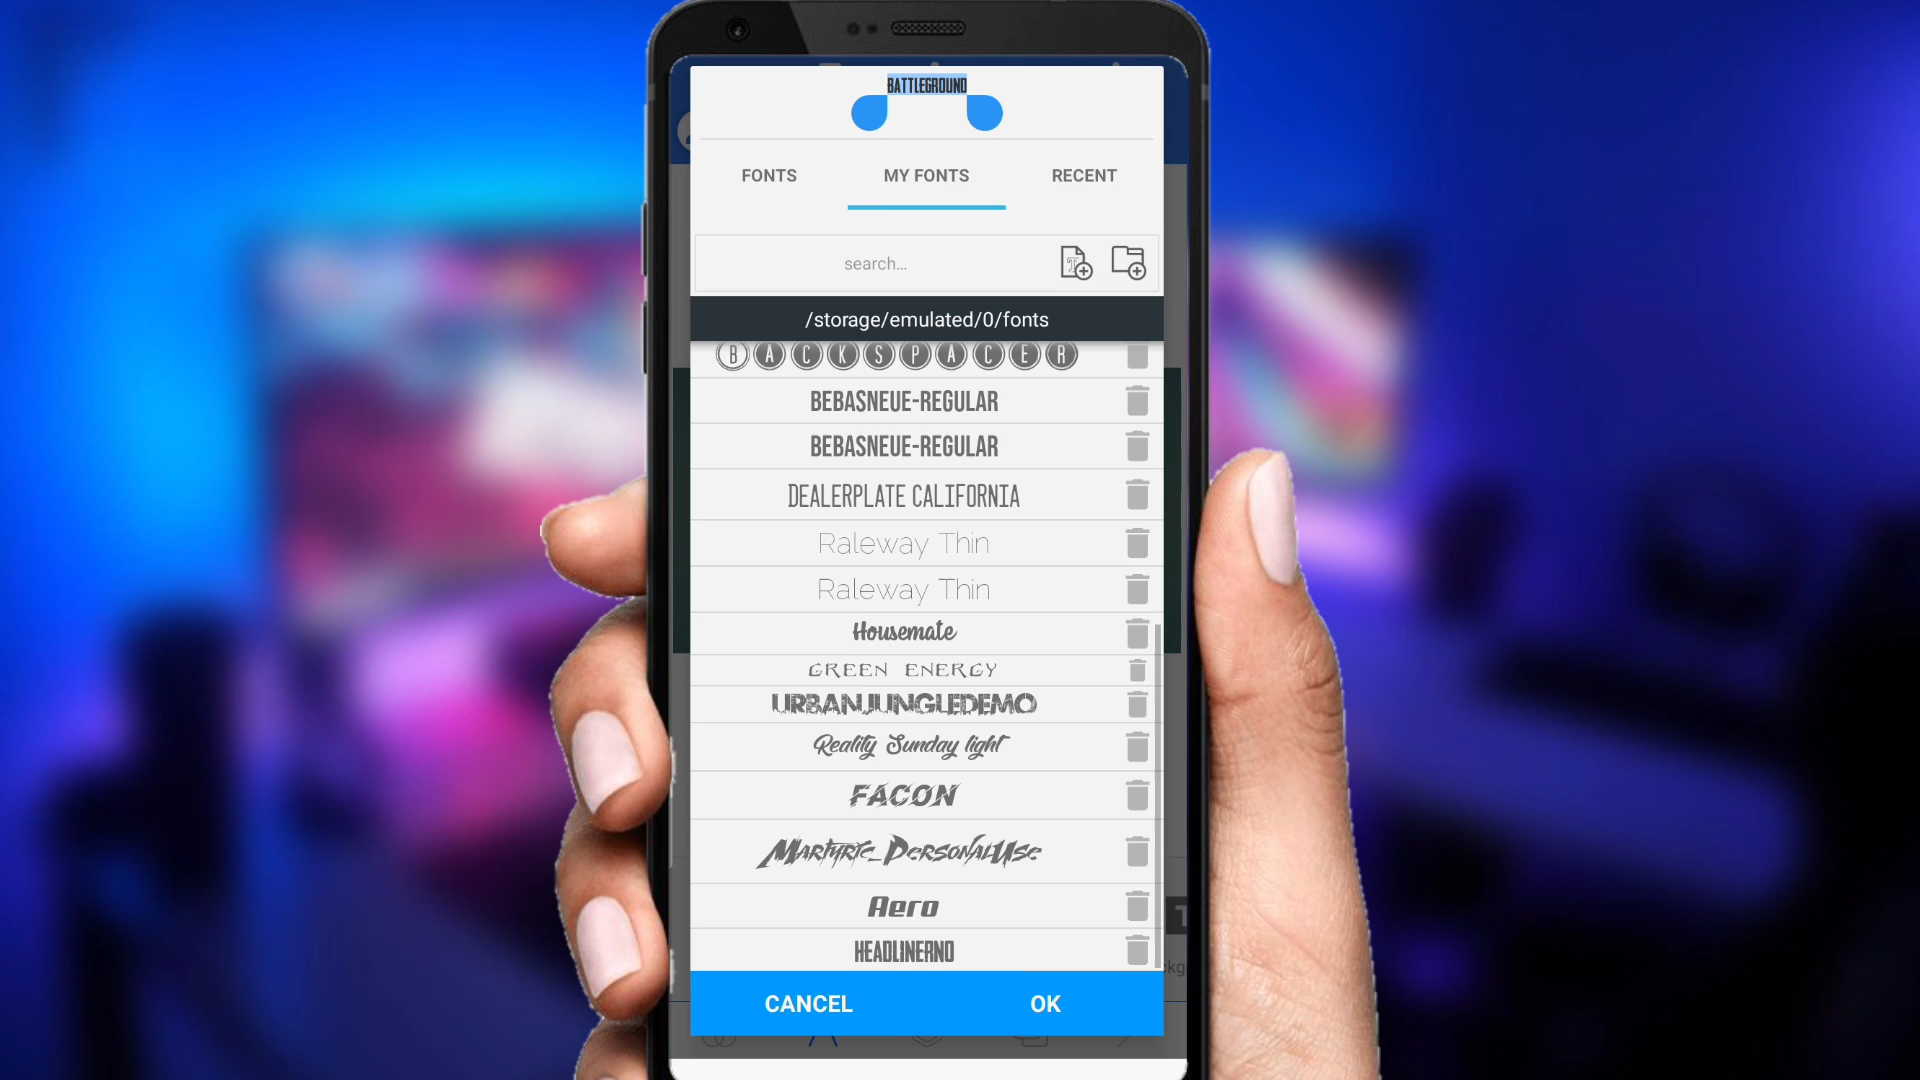 BATTLEGROUND
FONTS MY FONTS RECENT
search...
/storage/emulated/0/fonts
BACKSPACER
BEBASNEUE-REGULAR
BEBASNEUE-REGULAR
DEALERPLATE CALIFORNIA
Raleway Thin
Raleway Thin
Housemate
GREEN ENERGY
URBANJUNGLEDEMO
Reality Sunday light
FACON
Martyric_PersonalUse
Aero
HEADLINERNO
CANCEL OK